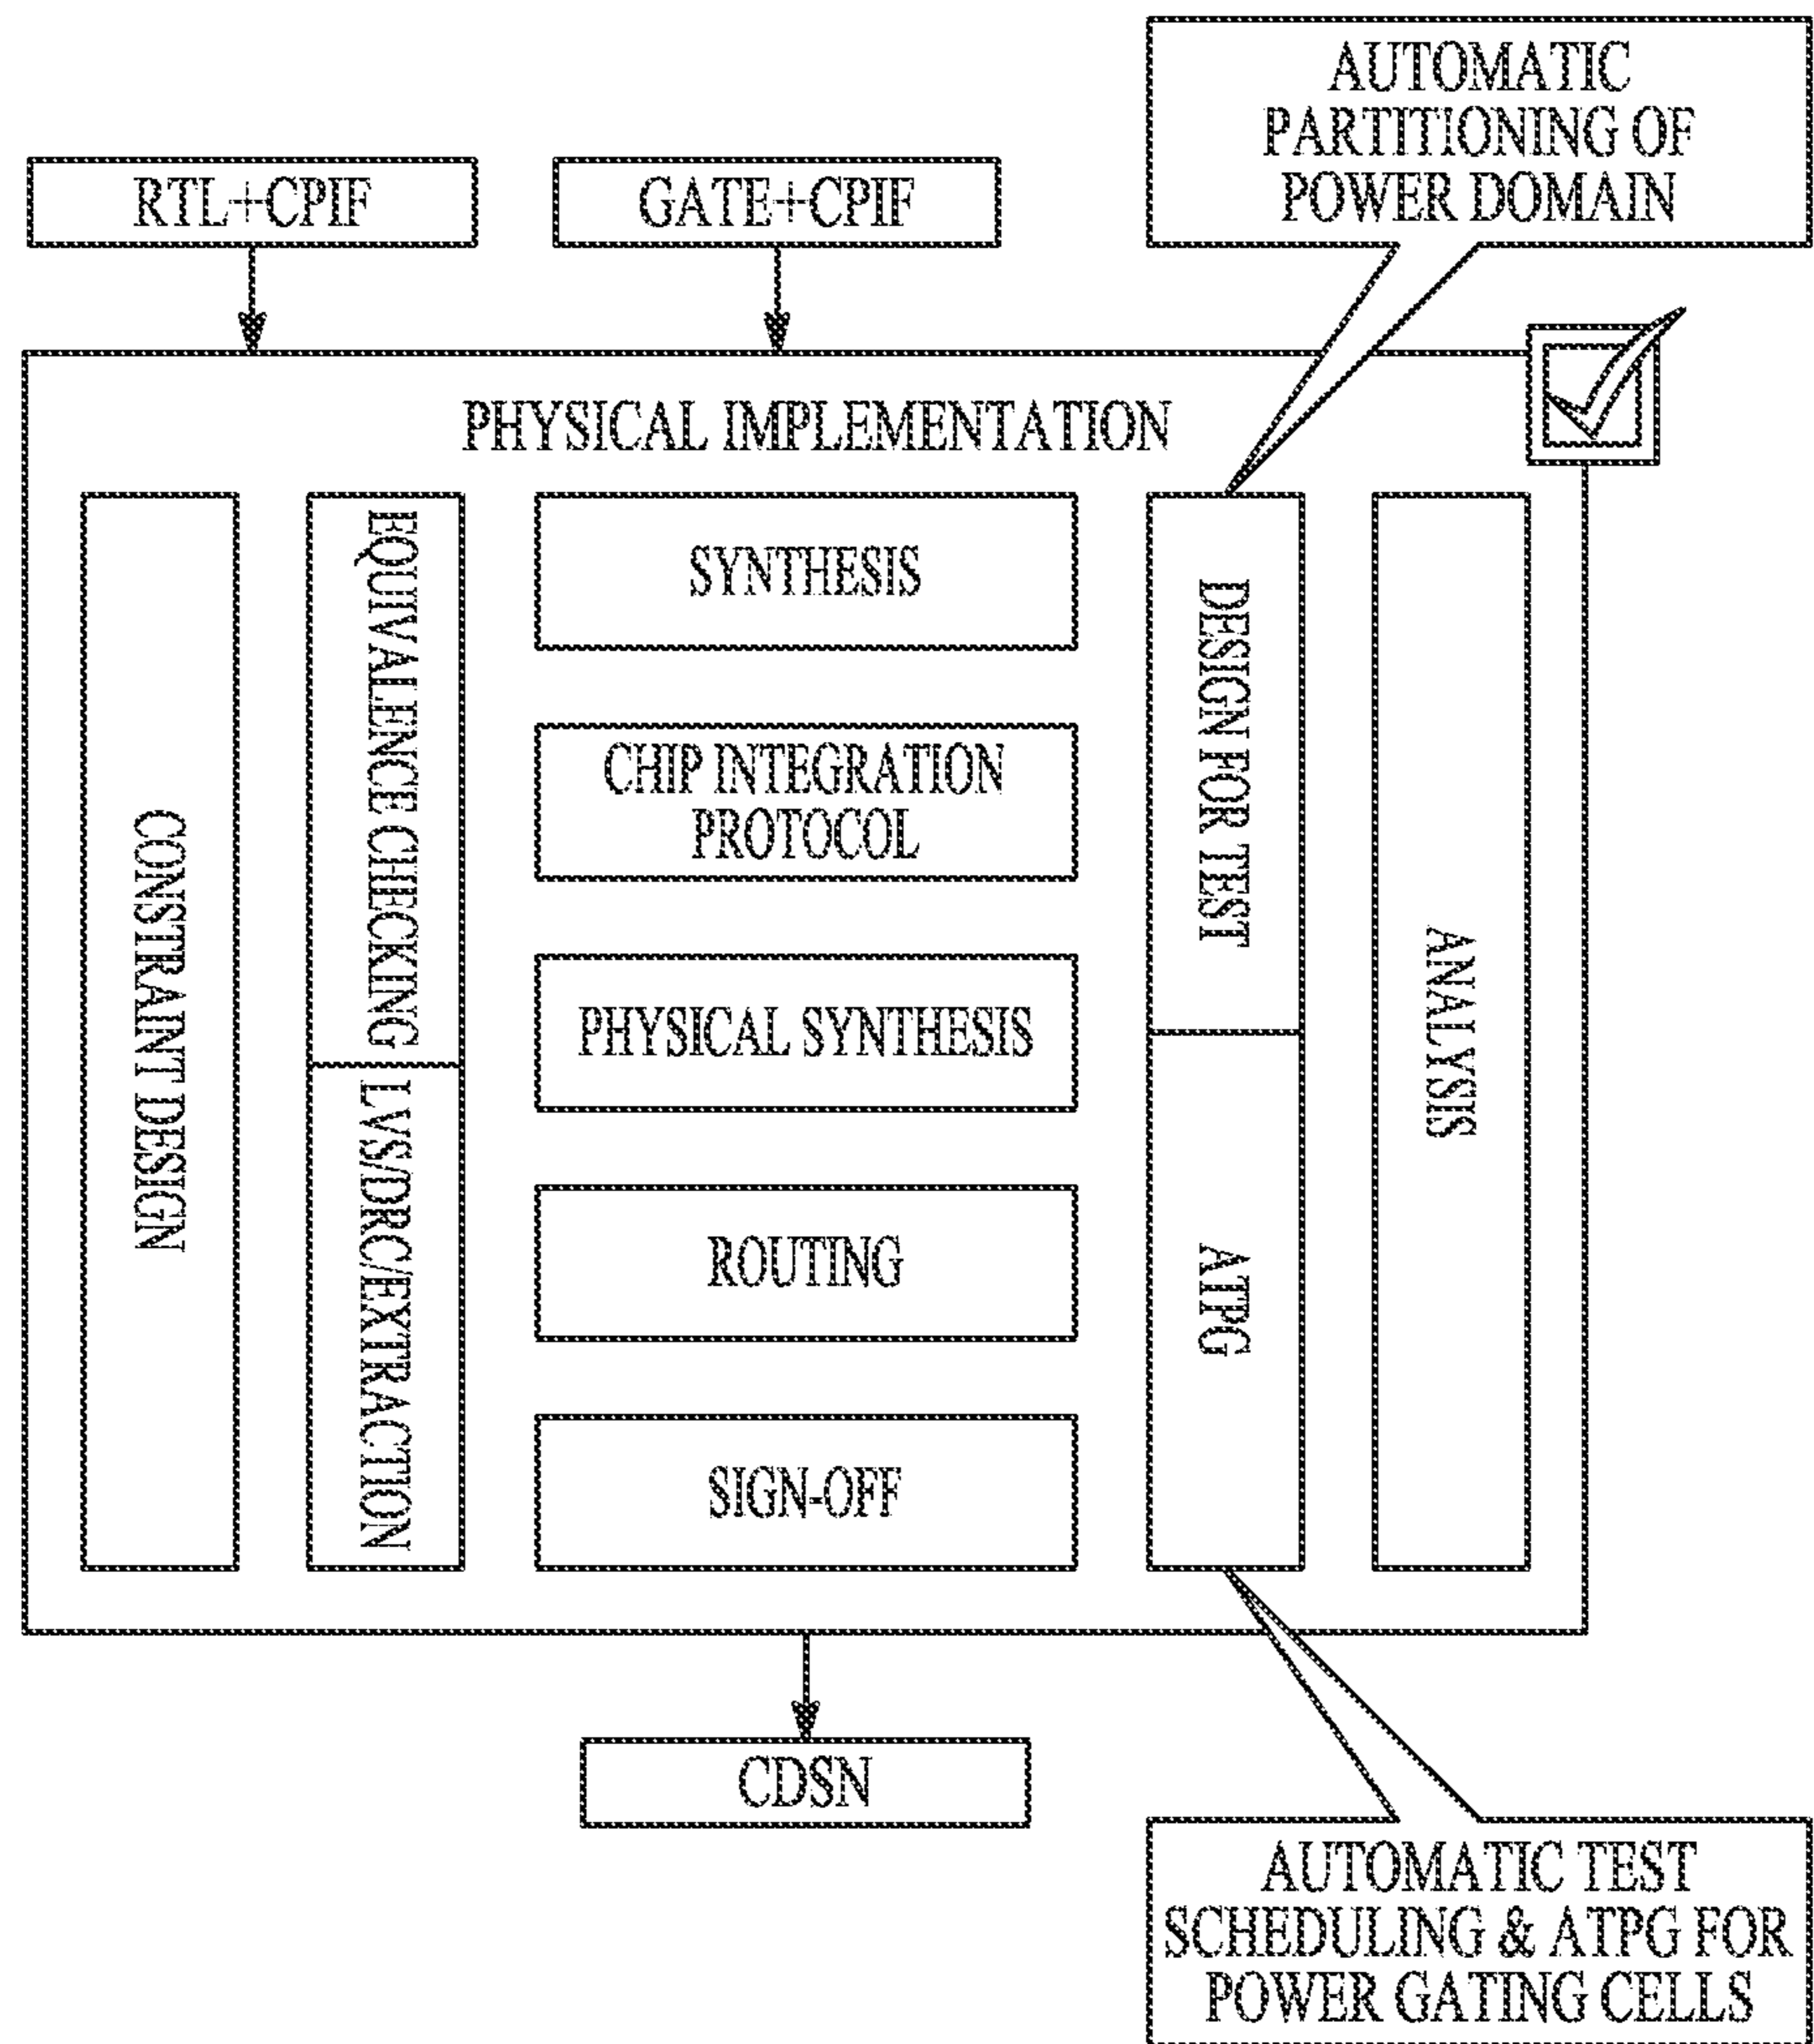 AUTOMATIC
PARTITIONING OF
POWER DOMAIN
RTL+CPIF
GATE+CPIF
PHYSICAL IMPLEMENTATION
CONSTRAINT DESIGN
EQUIVALENCE CHECKING
LVS/DRC/EXTRACTION
SYNTHESIS
CHIP INTEGRATION
PROTOCOL
PHYSICAL SYNTHESIS
ROUTING
SIGN-OFF
DESIGN FOR TEST
ATPG
ANALYSIS
CDSN
AUTOMATIC TEST
SCHEDULING & ATPG FOR
POWER GATING CELLS